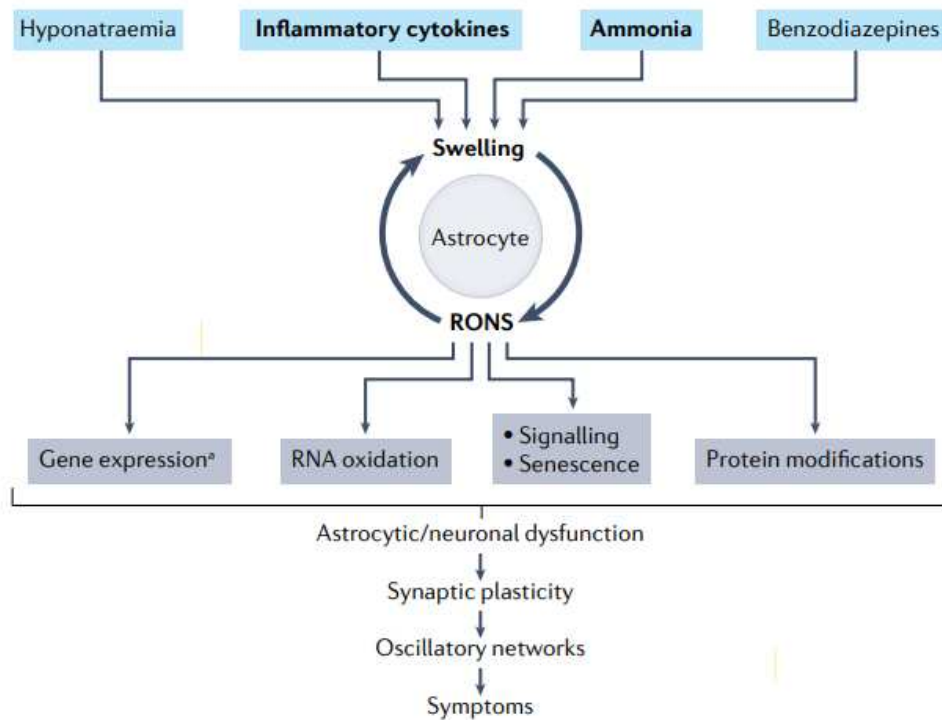 Hyponatraemia
Inflammatory cytokines
Ammonia
Benzodiazepines
Swelling
Astrocyte
RONS
Gene expressionª
RNA oxidation
• Signalling
• Senescence
Protein modifications
Astrocytic/neuronal dysfunction
Synaptic plasticity
Oscillatory networks
Symptoms